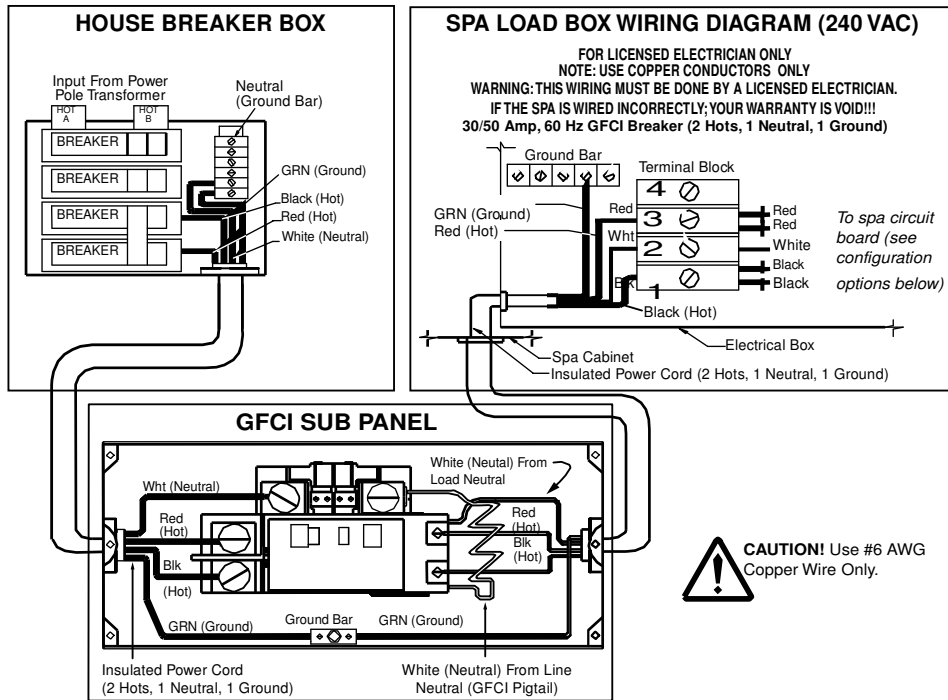 HOUSE BREAKER BOX
Input From Power
Pole Transformer
HOT
A
HOT
B
Neutral
(Ground Bar)
BREAKER
BREAKER
BREAKER
BREAKER
GRN (Ground)
Black (Hot)
Red (Hot)
White (Neutral)
SPA LOAD BOX WIRING DIAGRAM (240 VAC)
FOR LICENSED ELECTRICIAN ONLY
NOTE: USE COPPER CONDUCTORS ONLY
WARNING: THIS WIRING MUST BE DONE BY A LICENSED ELECTRICIAN.
IF THE SPA IS WIRED INCORRECTLY; YOUR WARRANTY IS VOID!!!
30/50 Amp, 60 Hz GFCI Breaker (2 Hots, 1 Neutral, 1 Ground)
Ground Bar
Terminal Block
4
3
2
1
GRN (Ground)
Red (Hot)
Red
Wht
Blk
Black (Hot)
Red
Red
White
Black
Black
To spa circuit
board (see
configuration
options below)
Electrical Box
Spa Cabinet
Insulated Power Cord (2 Hots, 1 Neutral, 1 Ground)
GFCI SUB PANEL
Wht (Neutral)
Red
(Hot)
Blk
(Hot)
GRN (Ground)
Ground Bar
GRN (Ground)
White (Neutal) From
Load Neutral
Red
(Hot)
Blk
(Hot)
Insulated Power Cord
(2 Hots, 1 Neutral, 1 Ground)
White (Neutral) From Line
Neutral (GFCI Pigtail)
!
CAUTION! Use #6 AWG
Copper Wire Only.